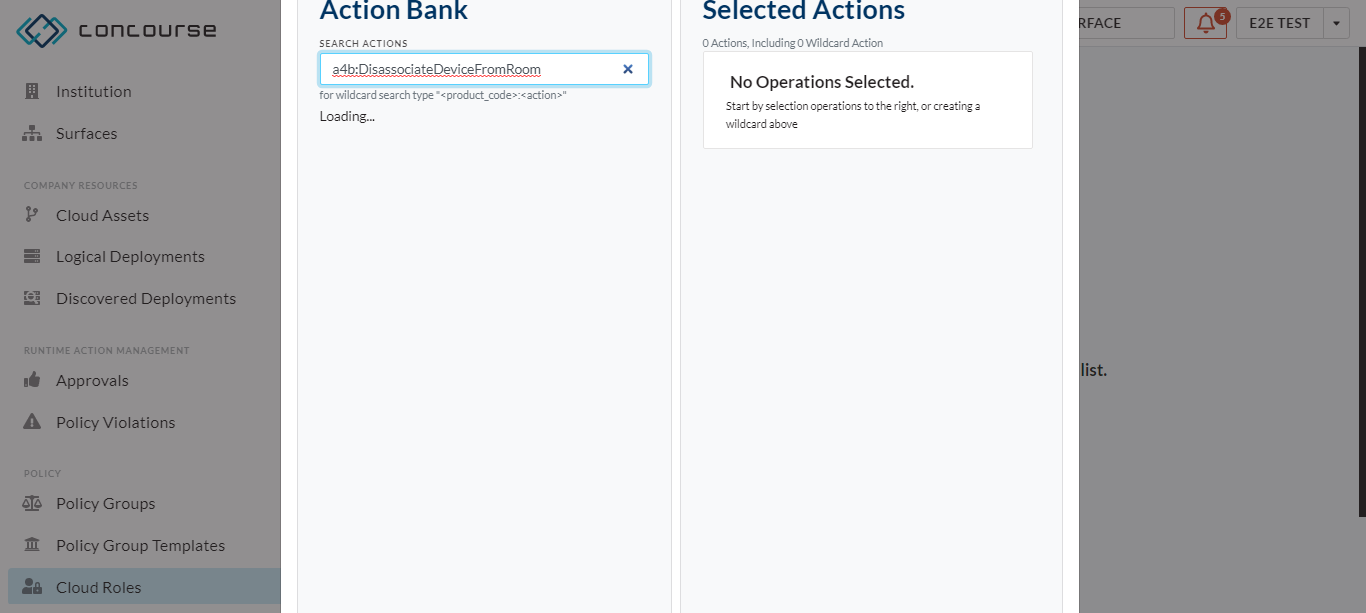 concourse
Institution
Surfaces
COMPANY RESOURCES
Cloud Assets
Logical Deployments
Discovered Deployments
RUNTIME ACTION MANAGEMENT
Approvals
Policy Violations
POLICY
Policy Groups
Policy Group Templates
Cloud Roles
Action Bank
SEARCH ACTIONS
a4b:DisassociateDeviceFromRoom
for wildcard search type "<product_code>:<action>"
Loading...
Selected Actions
0 Actions, Including 0 Wildcard Action
No Operations Selected.
Start by selection operations to the right, or creating a
wildcard above
RFACE
5
E2E TEST
list.